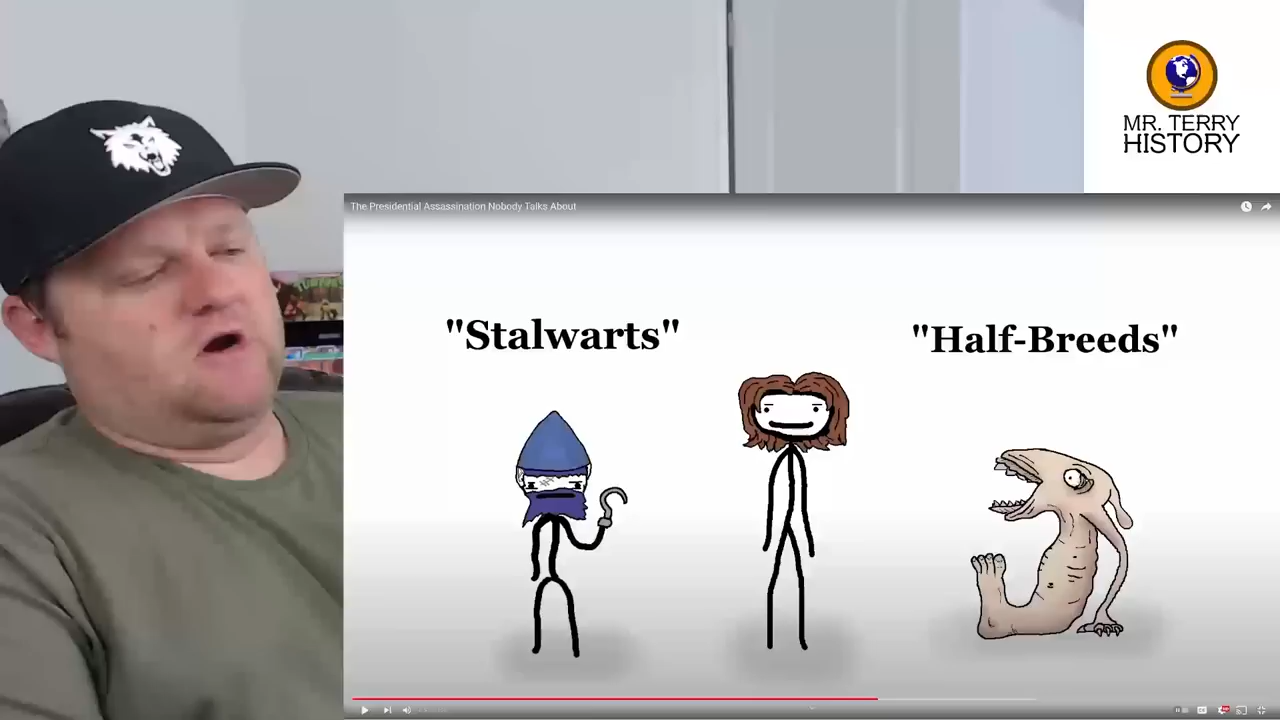 MR. TERRY
HISTORY
The Presidential Assassination Nobody Talks About
"Stalwarts"
"Half-Breeds"